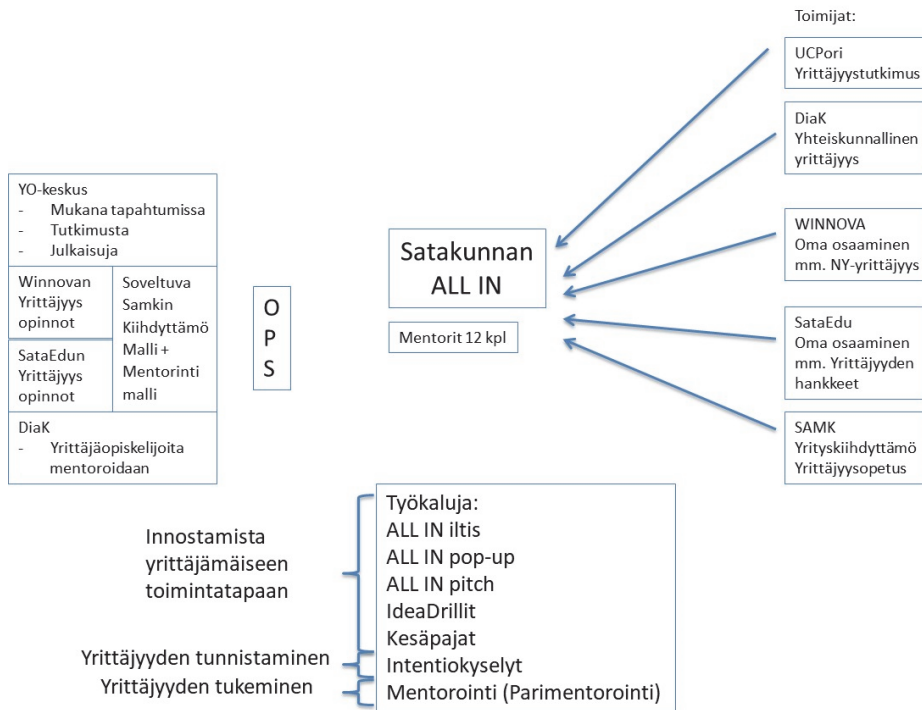 Toimijat:
UCPori
Yrittäjyystutkimus
DiaK
Yhteiskunnallinen
yrittäjyys
WINNOVA
Oma osaaminen
mm. NY-yrittäjyys
SataEdu
Oma osaaminen
mm. Yrittäjyyden
hankkeet
SAMK
Yrityskiihdyttämö
Yrittäjyysopetus
YO-keskus
- Mukana tapahtumissa
- Tutkimusta
- Julkaisuja
Winnovan
Yrittäjyys
opinnot
SataEdun
Yrittäjyys
opinnot
Soveltuva
Samkin
Kiihdyttämö
Malli +
Mentorinti
malli
DiaK
- Yrittäjäopiskelijoita
mentoroidaan
O
P
S
Satakunnan
ALL IN
Mentorit 12 kpl
Innostamista
yrittäjämäiseen
toimintatapaan
Yrittäjyyden tunnistaminen
Yrittäjyyden tukeminen
Työkaluja:
ALL IN iltis
ALL IN pop-up
ALL IN pitch
IdeaDrillit
Kesäpajat
Intentiokyselyt
Mentorointi (Parimentorointi)